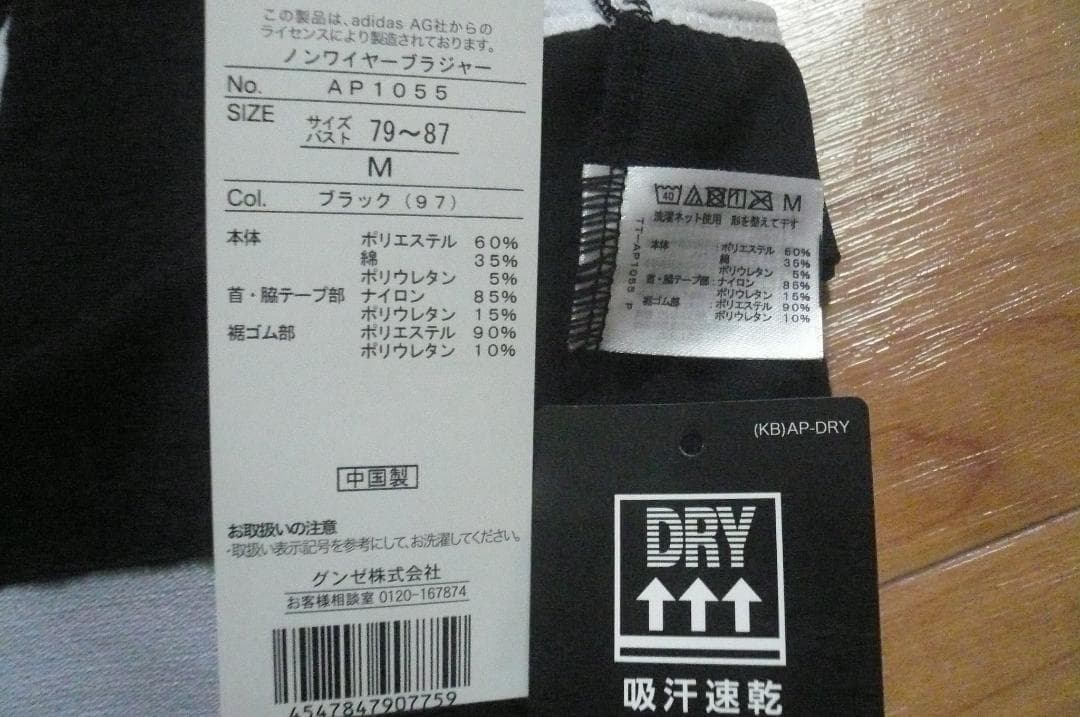 この製品は、adidas AG社からの
ライセンスにより製造されております。
ノンワイヤーブラジャー
No. AP1055
SIZE サイズ バスト 79〜87
M
Col. ブラック(97)
本体 ポリエステル 60%
綿 35%
ポリウレタン 5%
首・脇テープ部 ナイロン 85%
ポリウレタン 15%
裾ゴム部 ポリエステル 90%
ポリウレタン 10%
中国製
お取扱いの注意
・取扱い表示記号を参考にして、お洗濯してください。
グンゼ株式会社
お客様相談室 0120-167874
4547847907759
40 M
洗濯ネット使用 形を整えて干す
本体 :ポリエステル 60%
綿 35%
ポリウレタン 5%
首・脇テープ部:ナイロン 85%
ポリウレタン 15%
裾ゴム部 :ポリエステル 90%
ポリウレタン 10%
TT-AP1055 P
(KB)AP-DRY
DRY
吸汗速乾